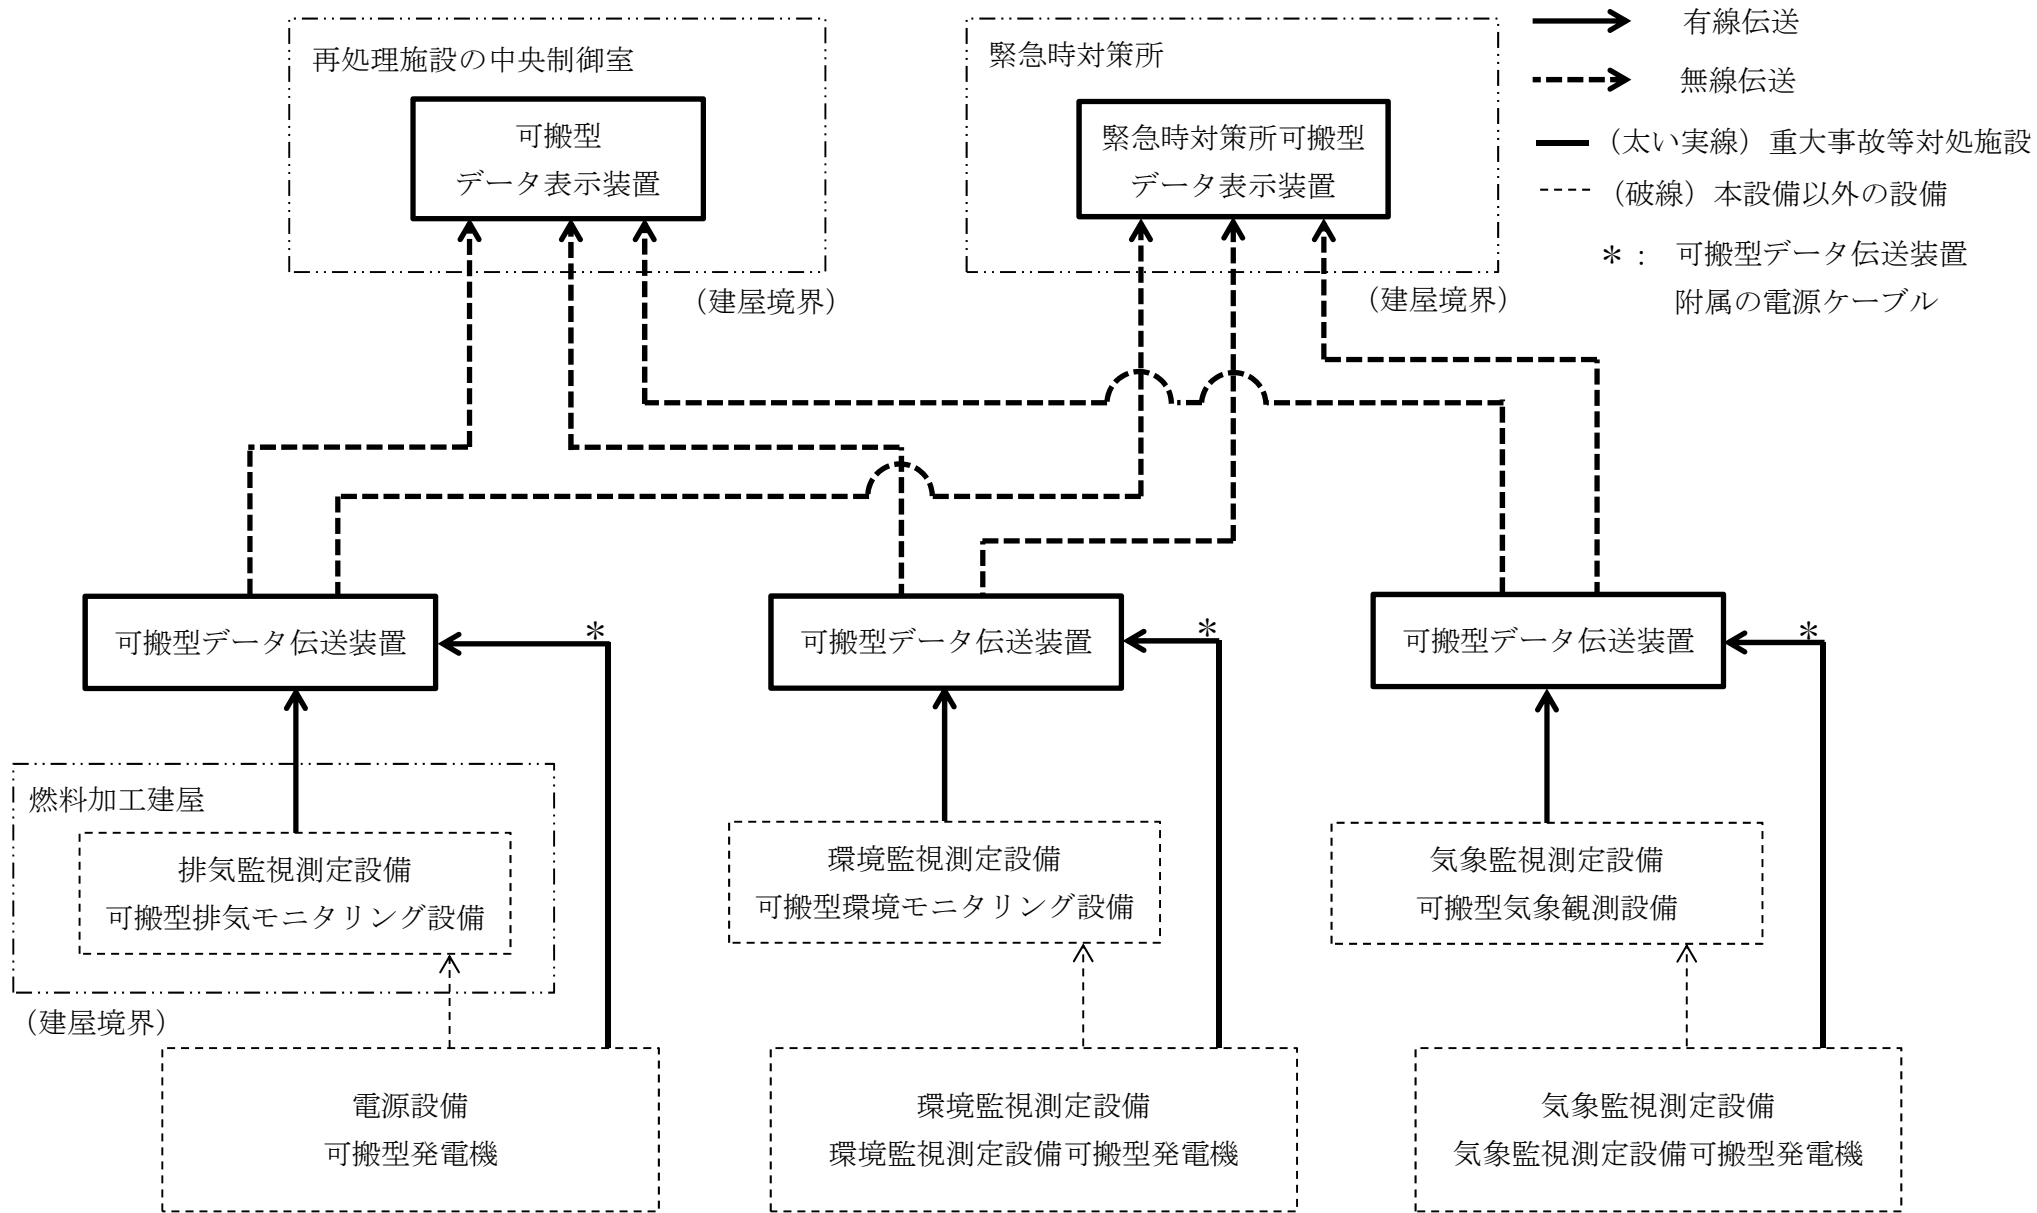 再処理施設の中央制御室
可搬型
データ表示装置
(建屋境界)
緊急時対策所
緊急時対策所可搬型
データ表示装置
(建屋境界)
有線伝送
無線伝送
(太い実線)重大事故等対処施設
(破線)本設備以外の設備
*: 可搬型データ伝送装置
附属の電源ケーブル
可搬型データ伝送装置
*
可搬型データ伝送装置
*
可搬型データ伝送装置
*
燃料加工建屋
排気監視測定設備
可搬型排気モニタリング設備
(建屋境界)
環境監視測定設備
可搬型環境モニタリング設備
気象監視測定設備
可搬型気象観測設備
電源設備
可搬型発電機
環境監視測定設備
環境監視測定設備可搬型発電機
気象監視測定設備
気象監視測定設備可搬型発電機